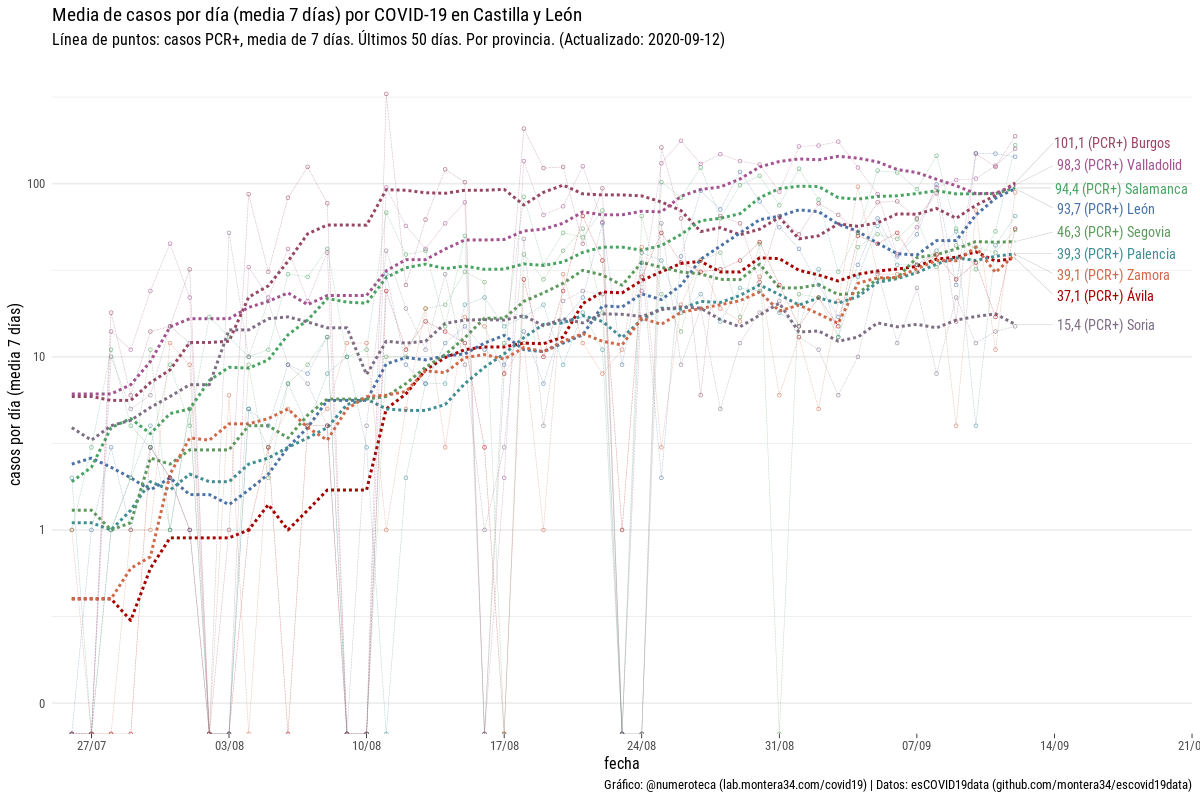 Media de casos por día (media 7 días) por COVID-19 en Castilla y León
Línea de puntos: casos PCR+, media de 7 días. Últimos 50 días. Por provincia. (Actualizado: 2020-09-12)
casos por día (media 7 días)
100
10
1
0
101,1 (PCR+) Burgos
98,3 (PCR+) Valladolid
94,4 (PCR+) Salamanca
93,7 (PCR+) León
46,3 (PCR+) Segovia
39,3 (PCR+) Palencia
39,1 (PCR+) Zamora
37,1 (PCR+) Ávila
15,4 (PCR+) Soria
27/07 03/08 10/08 17/08 24/08 31/08 07/09 14/09 21/0
fecha
Gráfico: @numeroteca (lab.montera34.com/covid19) | Datos: esCOVID19data (github.com/montera34/escovid19data)